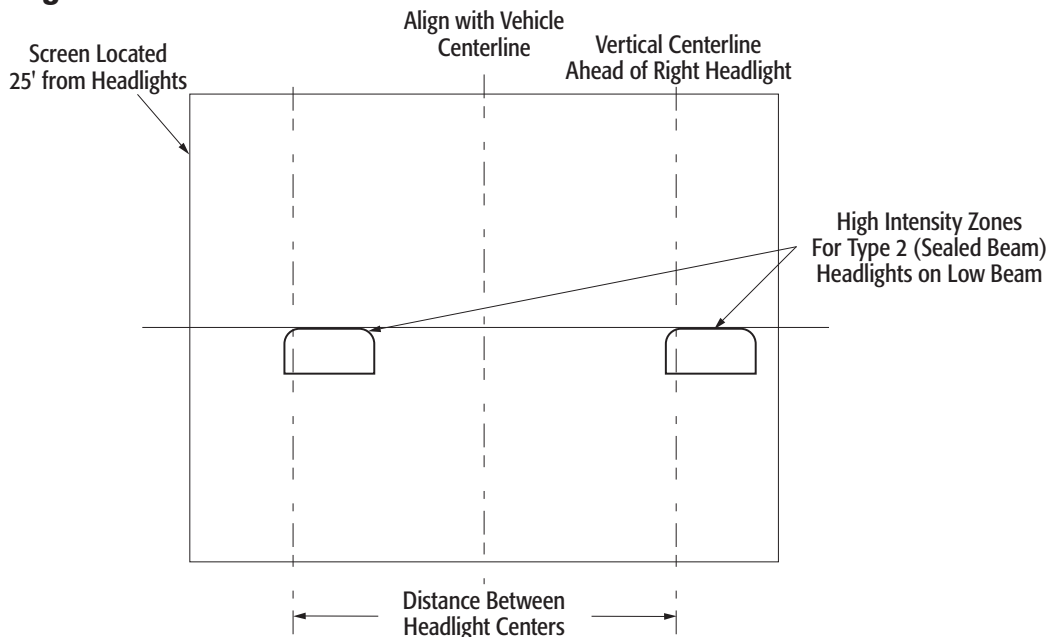 Align with Vehicle
Centerline
Screen Located
25' from Headlights
Vertical Centerline
Ahead of Right Headlight
High Intensity Zones
For Type 2 (Sealed Beam)
Headlights on Low Beam
Distance Between
Headlight Centers